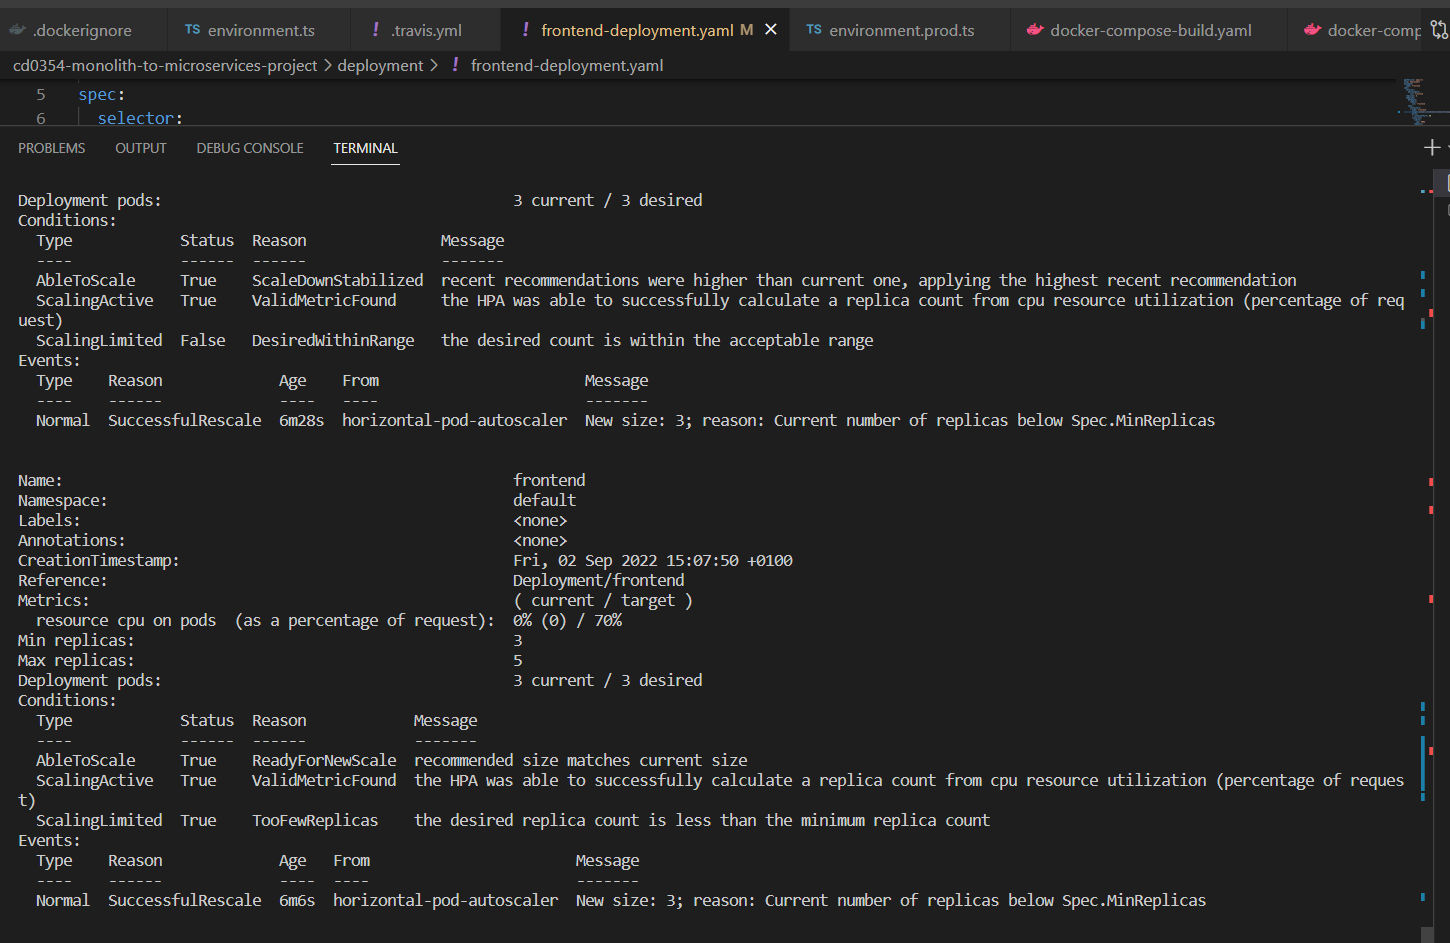 .dockerignore
TS environment.ts
! .travis.yml
! frontend-deployment.yaml M
TS environment.prod.ts
docker-compose-build.yaml
docker-comp
cd0354-monolith-to-microservices-project > deployment > ! frontend-deployment.yaml
5 spec:
6 selector:
PROBLEMS OUTPUT DEBUG CONSOLE TERMINAL
Deployment pods: 3 current / 3 desired
Conditions:
Type Status Reason Message
---- ------ ------ -------
AbleToScale True ScaleDownStabilized recent recommendations were higher than current one, applying the highest recent recommendation
ScalingActive True ValidMetricFound the HPA was able to successfully calculate a replica count from cpu resource utilization (percentage of req
uest)
ScalingLimited False DesiredWithinRange the desired count is within the acceptable range
Events:
Type Reason Age From Message
---- ------ ---- ---- -------
Normal SuccessfulRescale 6m28s horizontal-pod-autoscaler New size: 3; reason: Current number of replicas below Spec.MinReplicas
Name: frontend
Namespace: default
Labels: <none>
Annotations: <none>
CreationTimestamp: Fri, 02 Sep 2022 15:07:50 +0100
Reference: Deployment/frontend
Metrics: ( current / target )
resource cpu on pods (as a percentage of request): 0% (0) / 70%
Min replicas: 3
Max replicas: 5
Deployment pods: 3 current / 3 desired
Conditions:
Type Status Reason Message
---- ------ ------ -------
AbleToScale True ReadyForNewScale recommended size matches current size
ScalingActive True ValidMetricFound the HPA was able to successfully calculate a replica count from cpu resource utilization (percentage of reques
t)
ScalingLimited True TooFewReplicas the desired replica count is less than the minimum replica count
Events:
Type Reason Age From Message
---- ------ ---- ---- -------
Normal SuccessfulRescale 6m6s horizontal-pod-autoscaler New size: 3; reason: Current number of replicas below Spec.MinReplicas